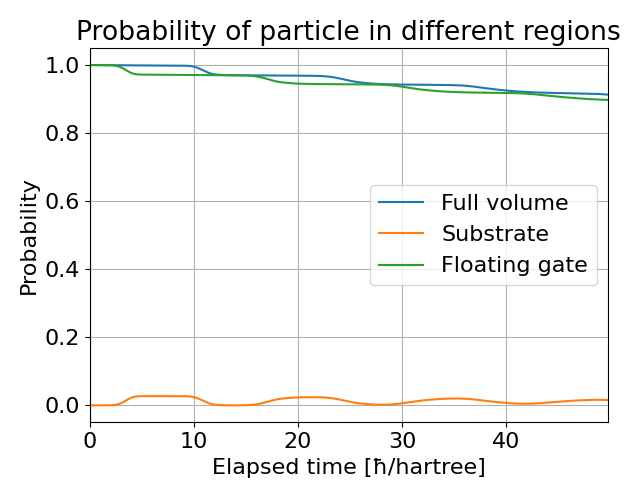 Probability of particle in different regions
1.0
0.8
0.6
0.4
0.2
0.0
Probability
Full volume
Substrate
Floating gate
0 10 20 30 40
Elapsed time [ħ/hartree]